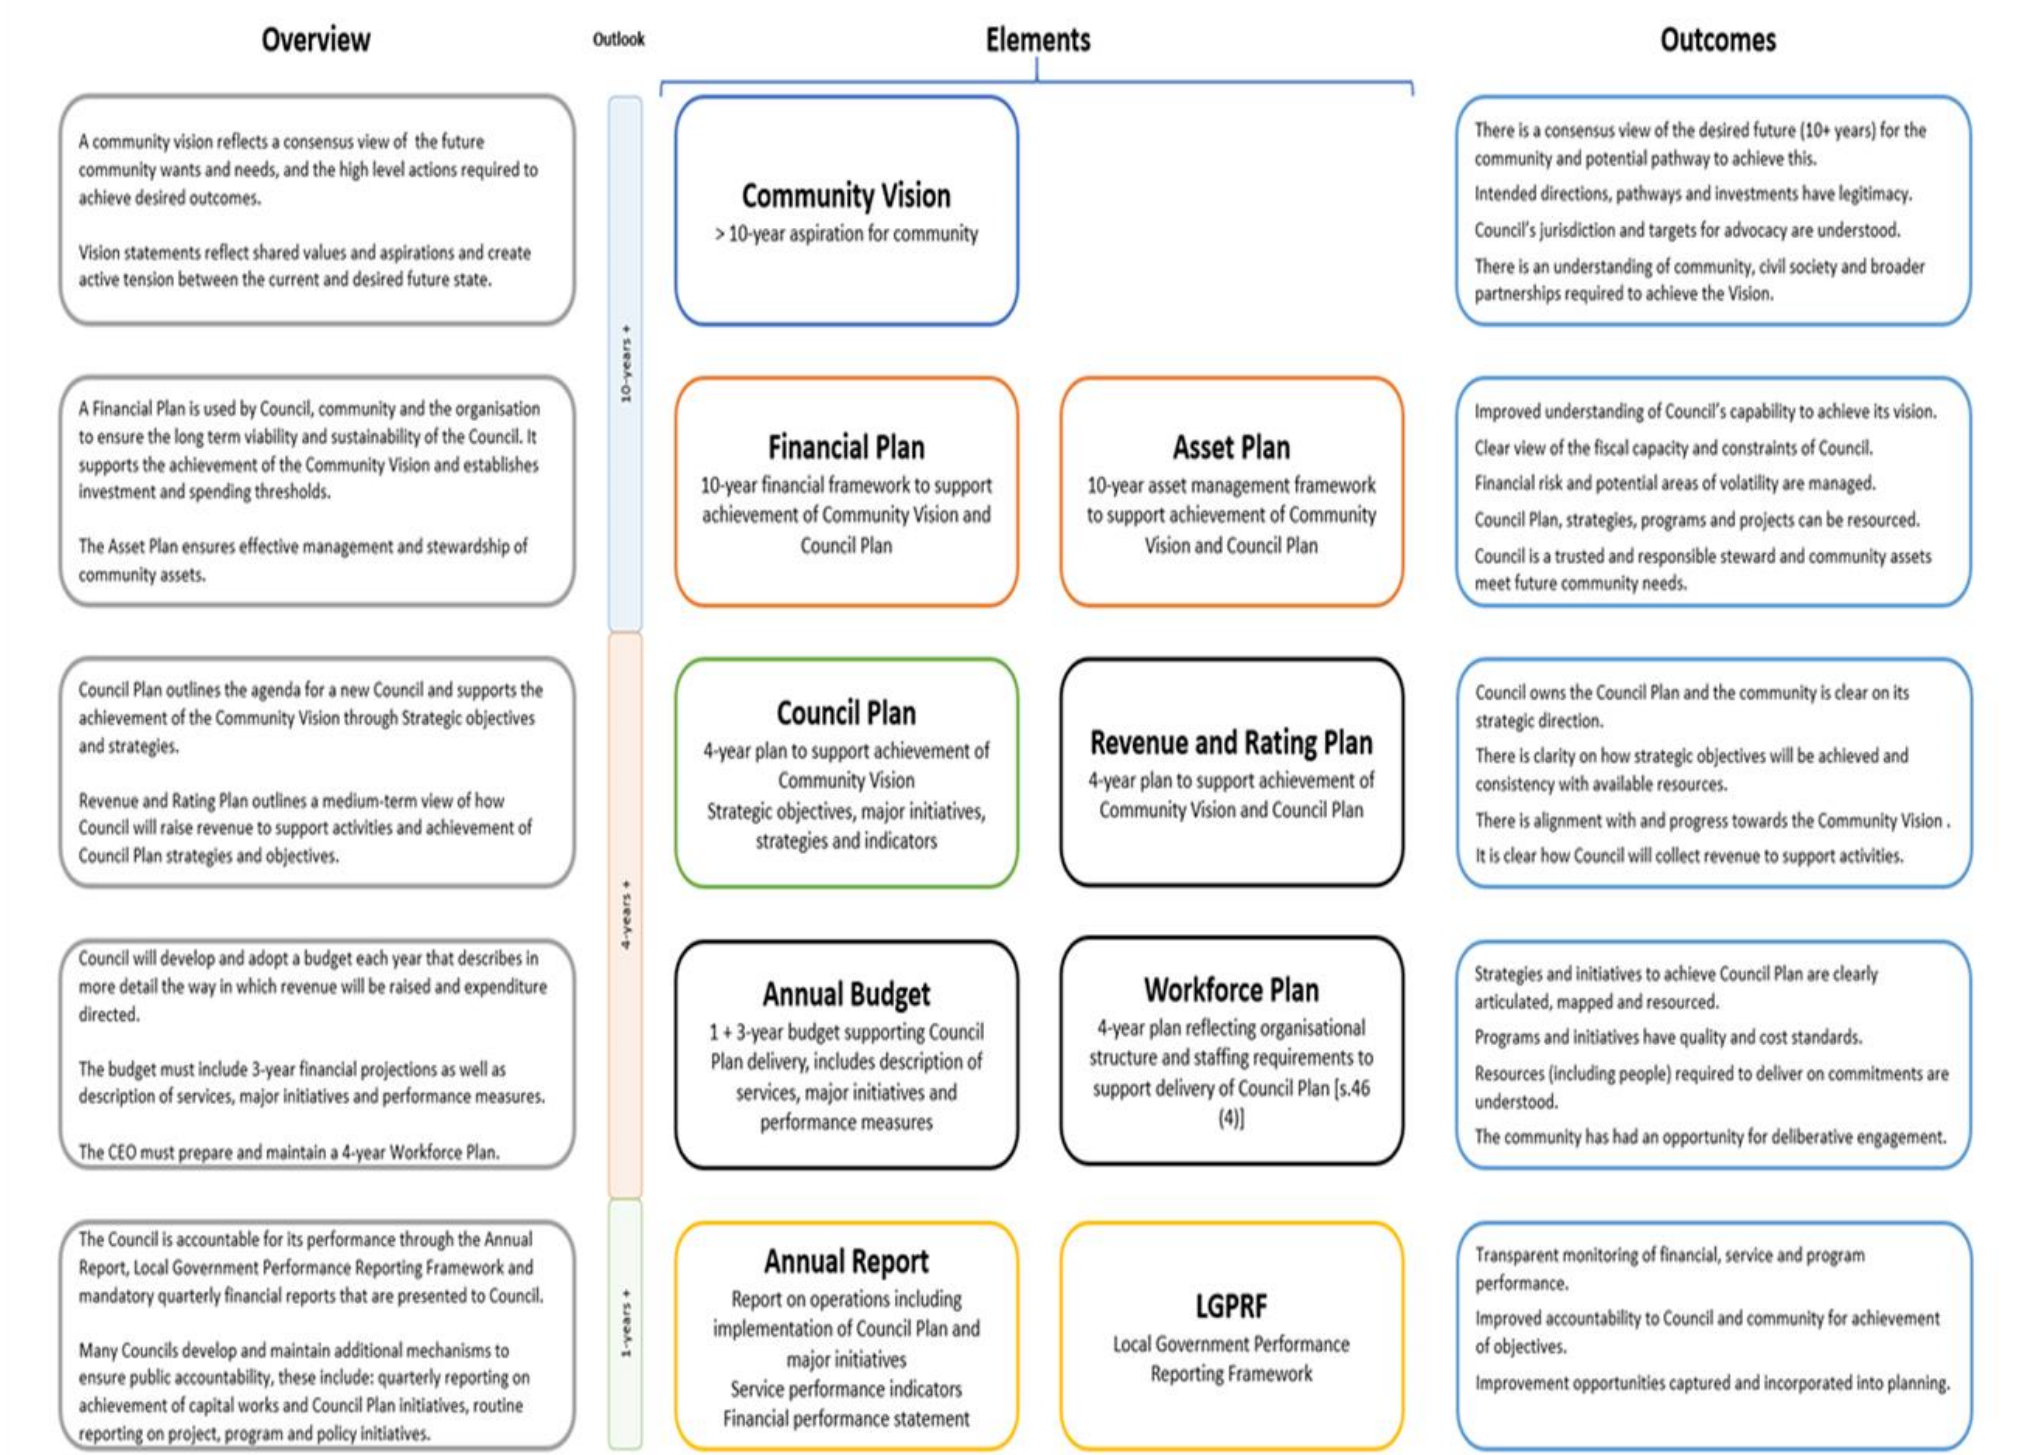 Overview
Outlook
Elements
Outcomes
A community vision reflects a consensus view of the future
community wants and needs, and the high level actions required to
achieve desired outcomes.
Vision statements reflect shared values and aspirations and create
active tension between the current and desired future state.
10-years +
Community Vision
> 10-year aspiration for community
There is a consensus view of the desired future (10+ years) for the
community and potential pathway to achieve this.
Intended directions, pathways and investments have legitimacy.
Council's jurisdiction and targets for advocacy are understood.
There is an understanding of community, civil society and broader
partnerships required to achieve the Vision.
A Financial Plan is used by Council, community and the organisation
to ensure the long term viability and sustainability of the Council. It
supports the achievement of the Community Vision and establishes
investment and spending thresholds.
The Asset Plan ensures effective management and stewardship of
community assets.
Financial Plan
10-year financial framework to support
achievement of Community Vision and
Council Plan
Asset Plan
10-year asset management framework
to support achievement of Community
Vision and Council Plan
Improved understanding of Council's capability to achieve its vision.
Clear view of the fiscal capacity and constraints of Council.
Financial risk and potential areas of volatility are managed.
Council Plan, strategies, programs and projects can be resourced.
Council is a trusted and responsible steward and community assets
meet future community needs.
Council Plan outlines the agenda for a new Council and supports the
achievement of the Community Vision through Strategic objectives
and strategies.
Revenue and Rating Plan outlines a medium-term view of how
Council will raise revenue to support activities and achievement of
Council Plan strategies and objectives.
4-years +
Council Plan
4-year plan to support achievement of
Community Vision
Strategic objectives, major initiatives,
strategies and indicators
Revenue and Rating Plan
4-year plan to support achievement of
Community Vision and Council Plan
Council owns the Council Plan and the community is clear on its
strategic direction.
There is clarity on how strategic objectives will be achieved and
consistency with available resources.
There is alignment with and progress towards the Community Vision .
It is clear how Council will collect revenue to support activities.
Council will develop and adopt a budget each year that describes in
more detail the way in which revenue will be raised and expenditure
directed.
The budget must include 3-year financial projections as well as
description of services, major initiatives and performance measures.
The CEO must prepare and maintain a 4-year Workforce Plan.
Annual Budget
1 + 3-year budget supporting Council
Plan delivery, includes description of
services, major initiatives and
performance measures
Workforce Plan
4-year plan reflecting organisational
structure and staffing requirements to
support delivery of Council Plan [s.46
(4)]
Strategies and initiatives to achieve Council Plan are clearly
articulated, mapped and resourced.
Programs and initiatives have quality and cost standards.
Resources (including people) required to deliver on commitments are
understood.
The community has had an opportunity for deliberative engagement.
The Council is accountable for its performance through the Annual
Report, Local Government Performance Reporting Framework and
mandatory quarterly financial reports that are presented to Council.
Many Councils develop and maintain additional mechanisms to
ensure public accountability, these include: quarterly reporting on
achievement of capital works and Council Plan initiatives, routine
reporting on project, program and policy initiatives.
1-years +
Annual Report
Report on operations including
implementation of Council Plan and
major initiatives
Service performance indicators
Financial performance statement
LGPRF
Local Government Performance
Reporting Framework
Transparent monitoring of financial, service and program
performance.
Improved accountability to Council and community for achievement
of objectives.
Improvement opportunities captured and incorporated into planning.